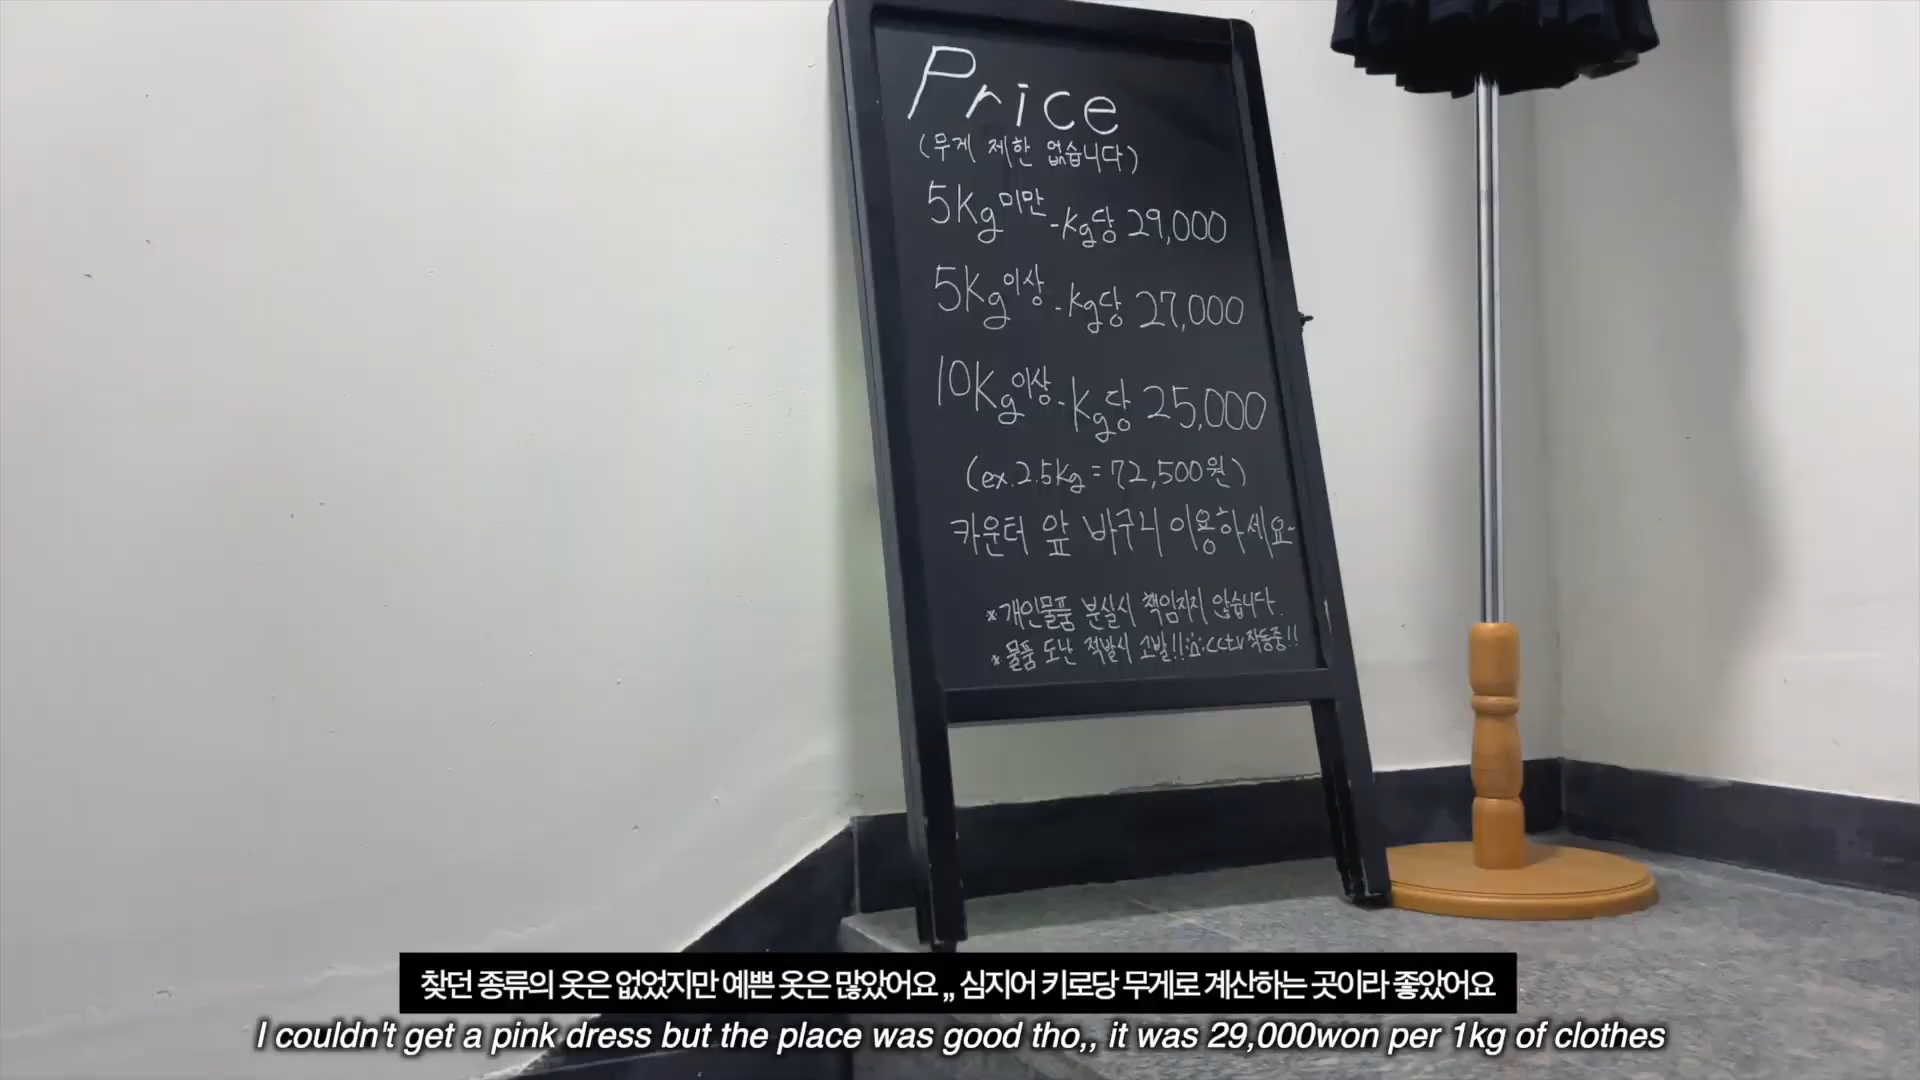 Price
(무게 제한 없습니다)
5Kg미만 - Kg당 29,000
5Kg이상 - Kg당 27,000
10Kg이상 - Kg당 25,000
(ex. 2.5Kg = 72,500원)
카운터 앞 바구니 이용하세요~
* 개인물품 분실시 책임지지 않습니다.
* 물품 도난 적발시 고발!! cctv작동중!!
찾던 종류의 옷은 없었지만 예쁜 옷은 많았어요 ,, 심지어 키로당 무게로 계산하는 곳이라 좋았어요
I couldn't get a pink dress but the place was good tho,, it was 29,000won per 1kg of clothes